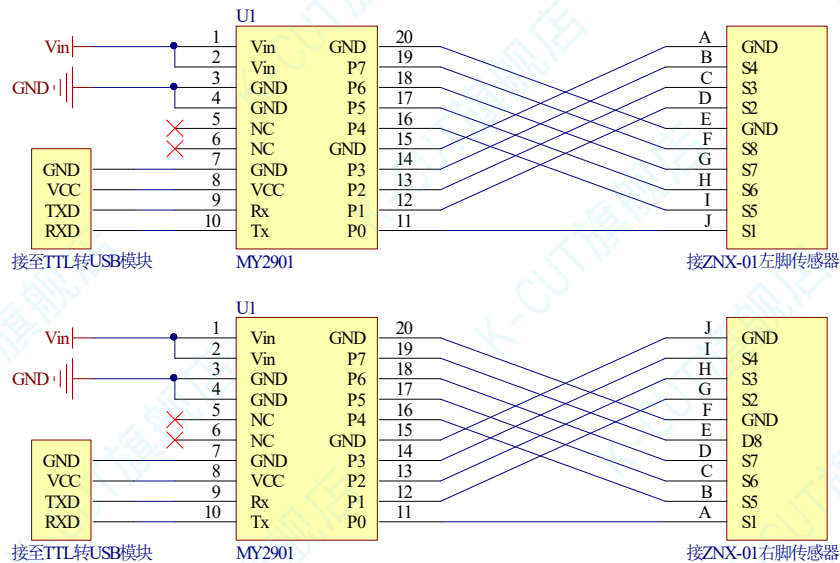 U1
Vin 1 Vin GND 20 A GND
2 Vin P7 19 B S4
GND 3 GND P6 18 C S3
4 GND P5 17 D S2
5 NC P4 16 E GND
6 NC GND 15 F S8
GND 7 GND P3 14 G S7
VCC 8 VCC P2 13 H S6
TXD 9 Rx P1 12 I S5
RXD 10 Tx P0 11 J S1
接至TTL转USB模块 MY2901 接ZNX-01左脚传感器
U1
Vin 1 Vin GND 20 J GND
2 Vin P7 19 I S4
GND 3 GND P6 18 H S3
4 GND P5 17 G S2
5 NC P4 16 F GND
6 NC GND 15 E D8
GND 7 GND P3 14 D S7
VCC 8 VCC P2 13 C S6
TXD 9 Rx P1 12 B S5
RXD 10 Tx P0 11 A S1
接至TTL转USB模块 MY2901 接ZNX-01右脚传感器
K-CUT旗舰店